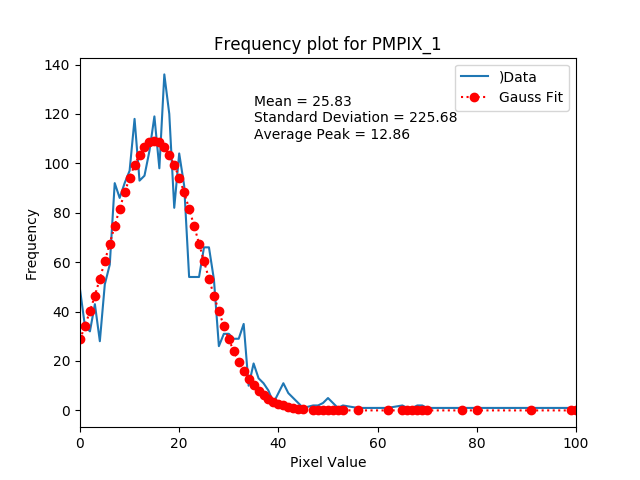 Frequency plot for PMPIX_1
140
120
100
80
60
40
20
0
Frequency
0 20 40 60 80 100
Pixel Value
Mean = 25.83
Standard Deviation = 225.68
Average Peak = 12.86
)Data
Gauss Fit